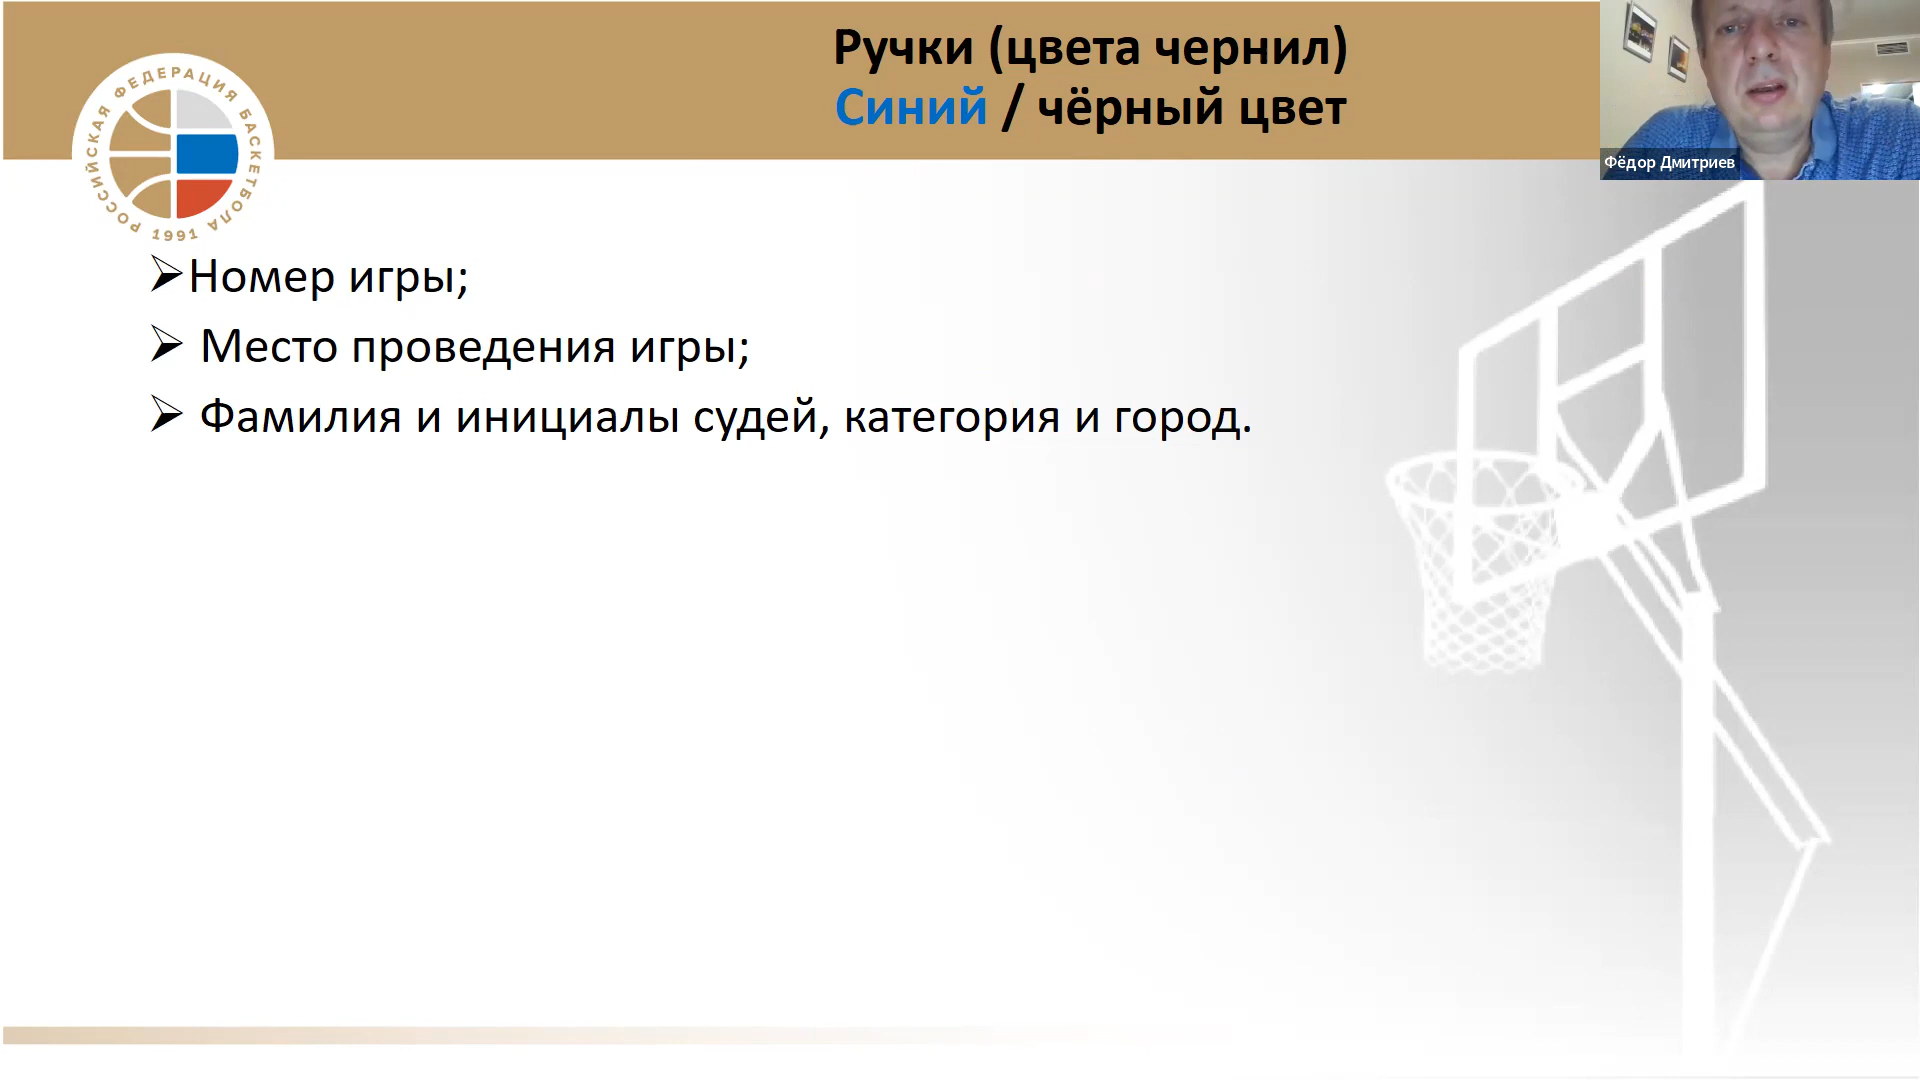 Ручки (цвета чернил)
Синий / чёрный цвет
Фёдор Дмитриев
РОССИЙСКАЯ ФЕДЕРАЦИЯ БАСКЕТБОЛА
1991
Номер игры;
Место проведения игры;
Фамилия и инициалы судей, категория и город.